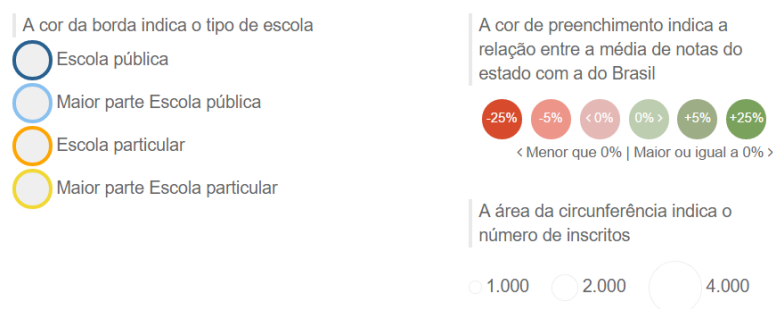 A cor da borda indica o tipo de escola
Escola pública
Maior parte Escola pública
Escola particular
Maior parte Escola particular
A cor de preenchimento indica a
relação entre a média de notas do
estado com a do Brasil
-25% -5% < 0% 0% > +5% +25%
< Menor que 0% | Maior ou igual a 0% >
A área da circunferência indica o
número de inscritos
1.000 2.000 4.000